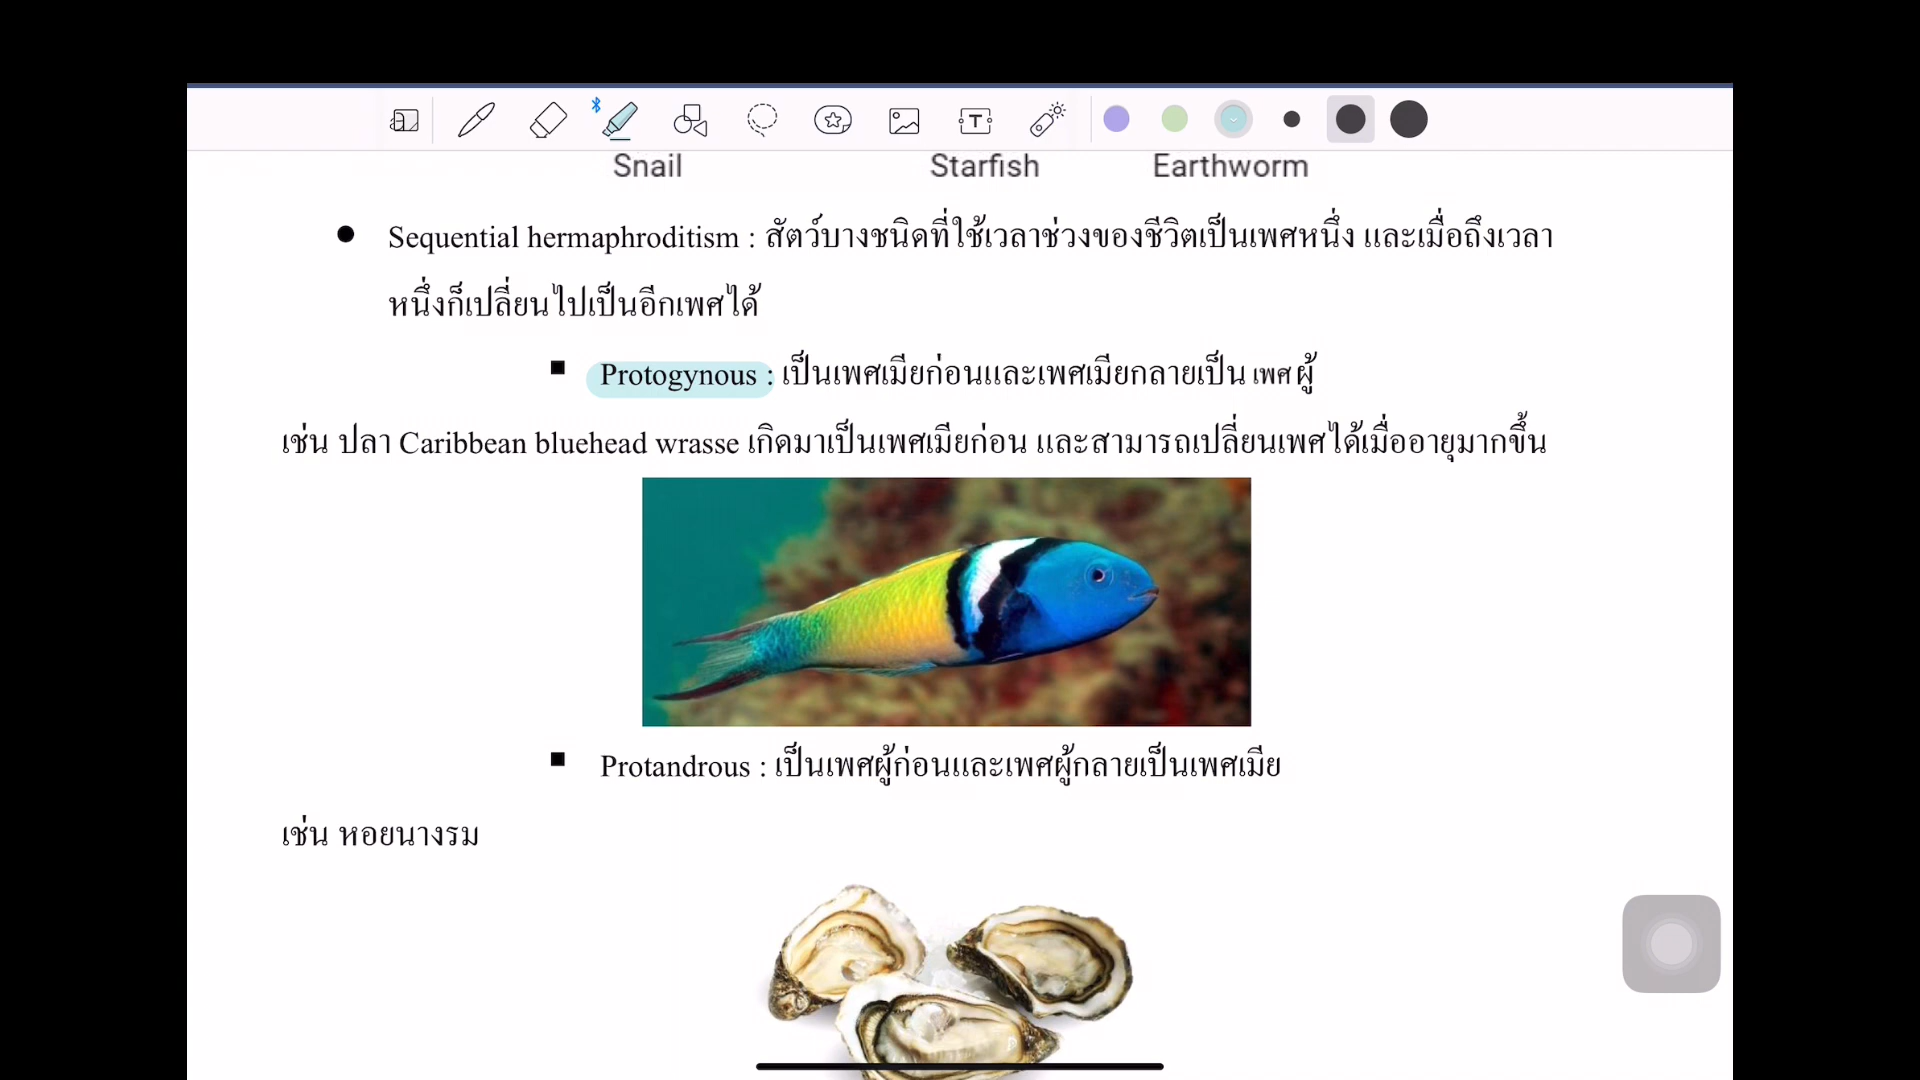 Snail Starfish Earthworm
● Sequential hermaphroditism : สัตว์บางชนิดที่ใช้เวลาช่วงของชีวิตเป็นเพศหนึ่ง และเมื่อถึงเวลา
หนึ่งก็เปลี่ยนไปเป็นอีกเพศได้
▪ Protogynous : เป็นเพศเมียก่อนและเพศเมียกลายเป็น เพศ ผู้
เช่น ปลา Caribbean bluehead wrasse เกิดมาเป็นเพศเมียก่อน และสามารถเปลี่ยนเพศได้เมื่ออายุมากขึ้น
▪ Protandrous : เป็นเพศผู้ก่อนและเพศผู้กลายเป็นเพศเมีย
เช่น หอยนางรม